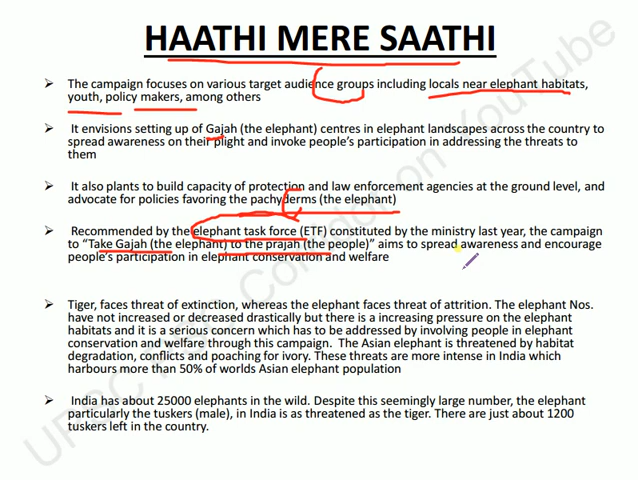 HAATHI MERE SAATHI
The campaign focuses on various target audience groups including locals near elephant habitats,
youth, policy makers, among others
It envisions setting up of Gajah (the elephant) centres in elephant landscapes across the country to
spread awareness on their plight and invoke people's participation in addressing the threats to
them
It also plants to build capacity of protection and law enforcement agencies at the ground level, and
advocate for policies favoring the pachyderms (the elephant)
Recommended by the elephant task force (ETF) constituted by the ministry last year, the campaign
to "Take Gajah (the elephant) to the prajah (the people)" aims to spread awareness and encourage
people's participation in elephant conservation and welfare
Tiger, faces threat of extinction, whereas the elephant faces threat of attrition. The elephant Nos.
have not increased or decreased drastically but there is a increasing pressure on the elephant
habitats and it is a serious concern which has to be addressed by involving people in elephant
conservation and welfare through this campaign. The Asian elephant is threatened by habitat
degradation, conflicts and poaching for ivory. These threats are more intense in India which
harbours more than 50% of worlds Asian elephant population
India has about 25000 elephants in the wild. Despite this seemingly large number, the elephant
particularly the tuskers (male), in India is as threatened as the tiger. There are just about 1200
tuskers left in the country.
on YouTube